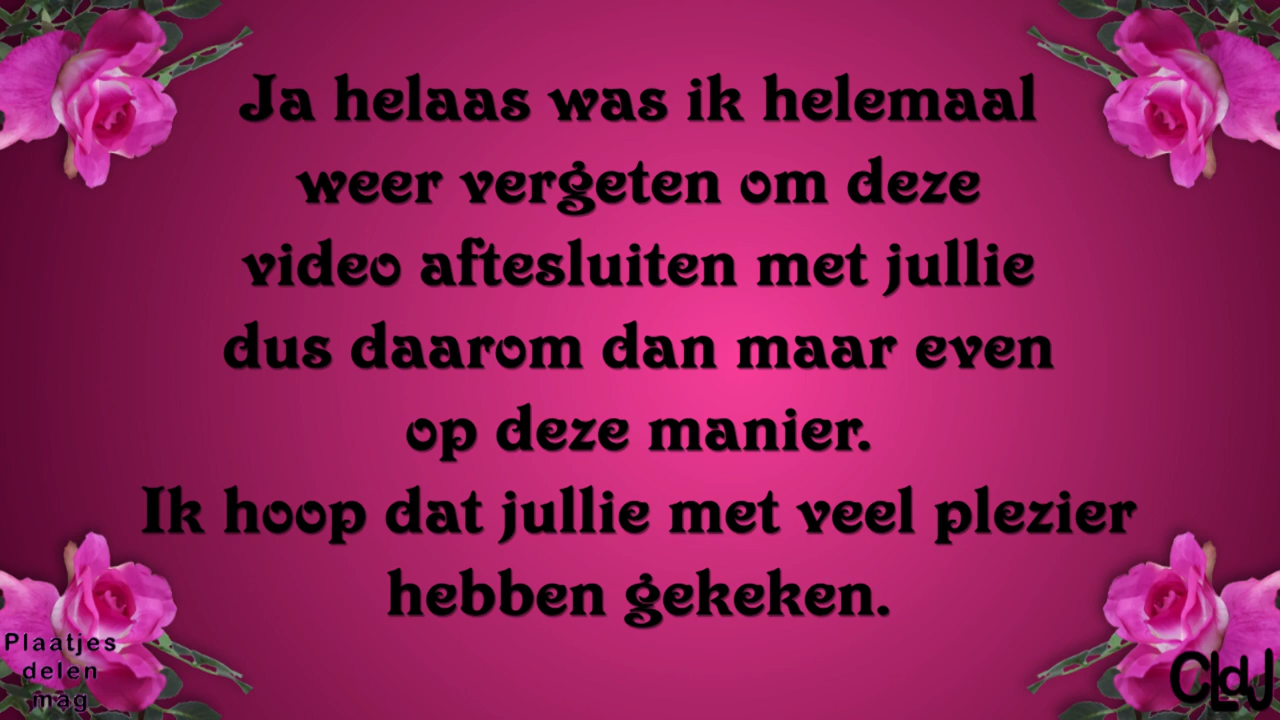 Ja helaas was ik helemaal
weer vergeten om deze
video aftesluiten met jullie
dus daarom dan maar even
op deze manier.
Ik hoop dat jullie met veel plezier
hebben gekeken.
Plaatjes
delen
mag
CLdJ